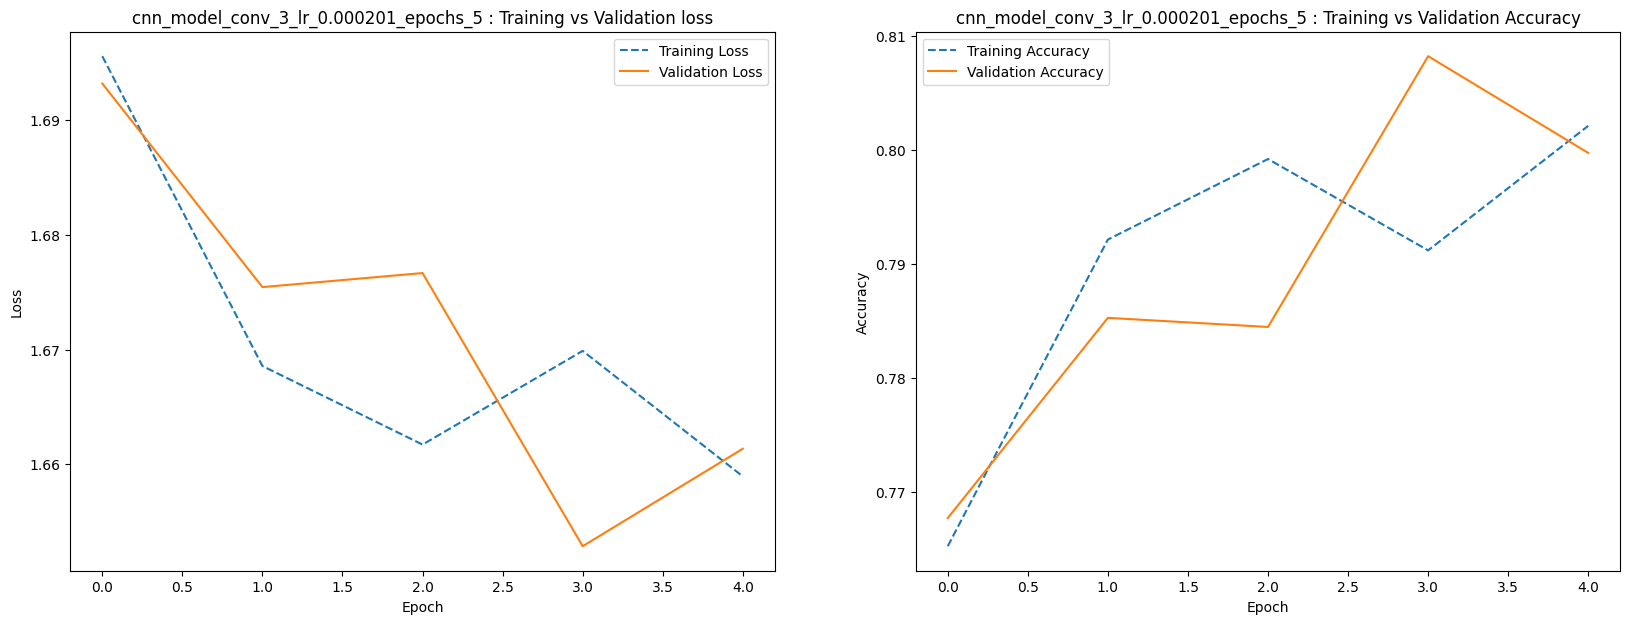 cnn_model_conv_3_lr_0.000201_epochs_5 : Training vs Validation loss
Training Loss
Validation Loss
1.69
1.68
1.67
1.66
Loss
0.0 0.5 1.0 1.5 2.0 2.5 3.0 3.5 4.0
Epoch
cnn_model_conv_3_lr_0.000201_epochs_5 : Training vs Validation Accuracy
Training Accuracy
Validation Accuracy
0.81
0.80
0.79
0.78
0.77
Accuracy
0.0 0.5 1.0 1.5 2.0 2.5 3.0 3.5 4.0
Epoch